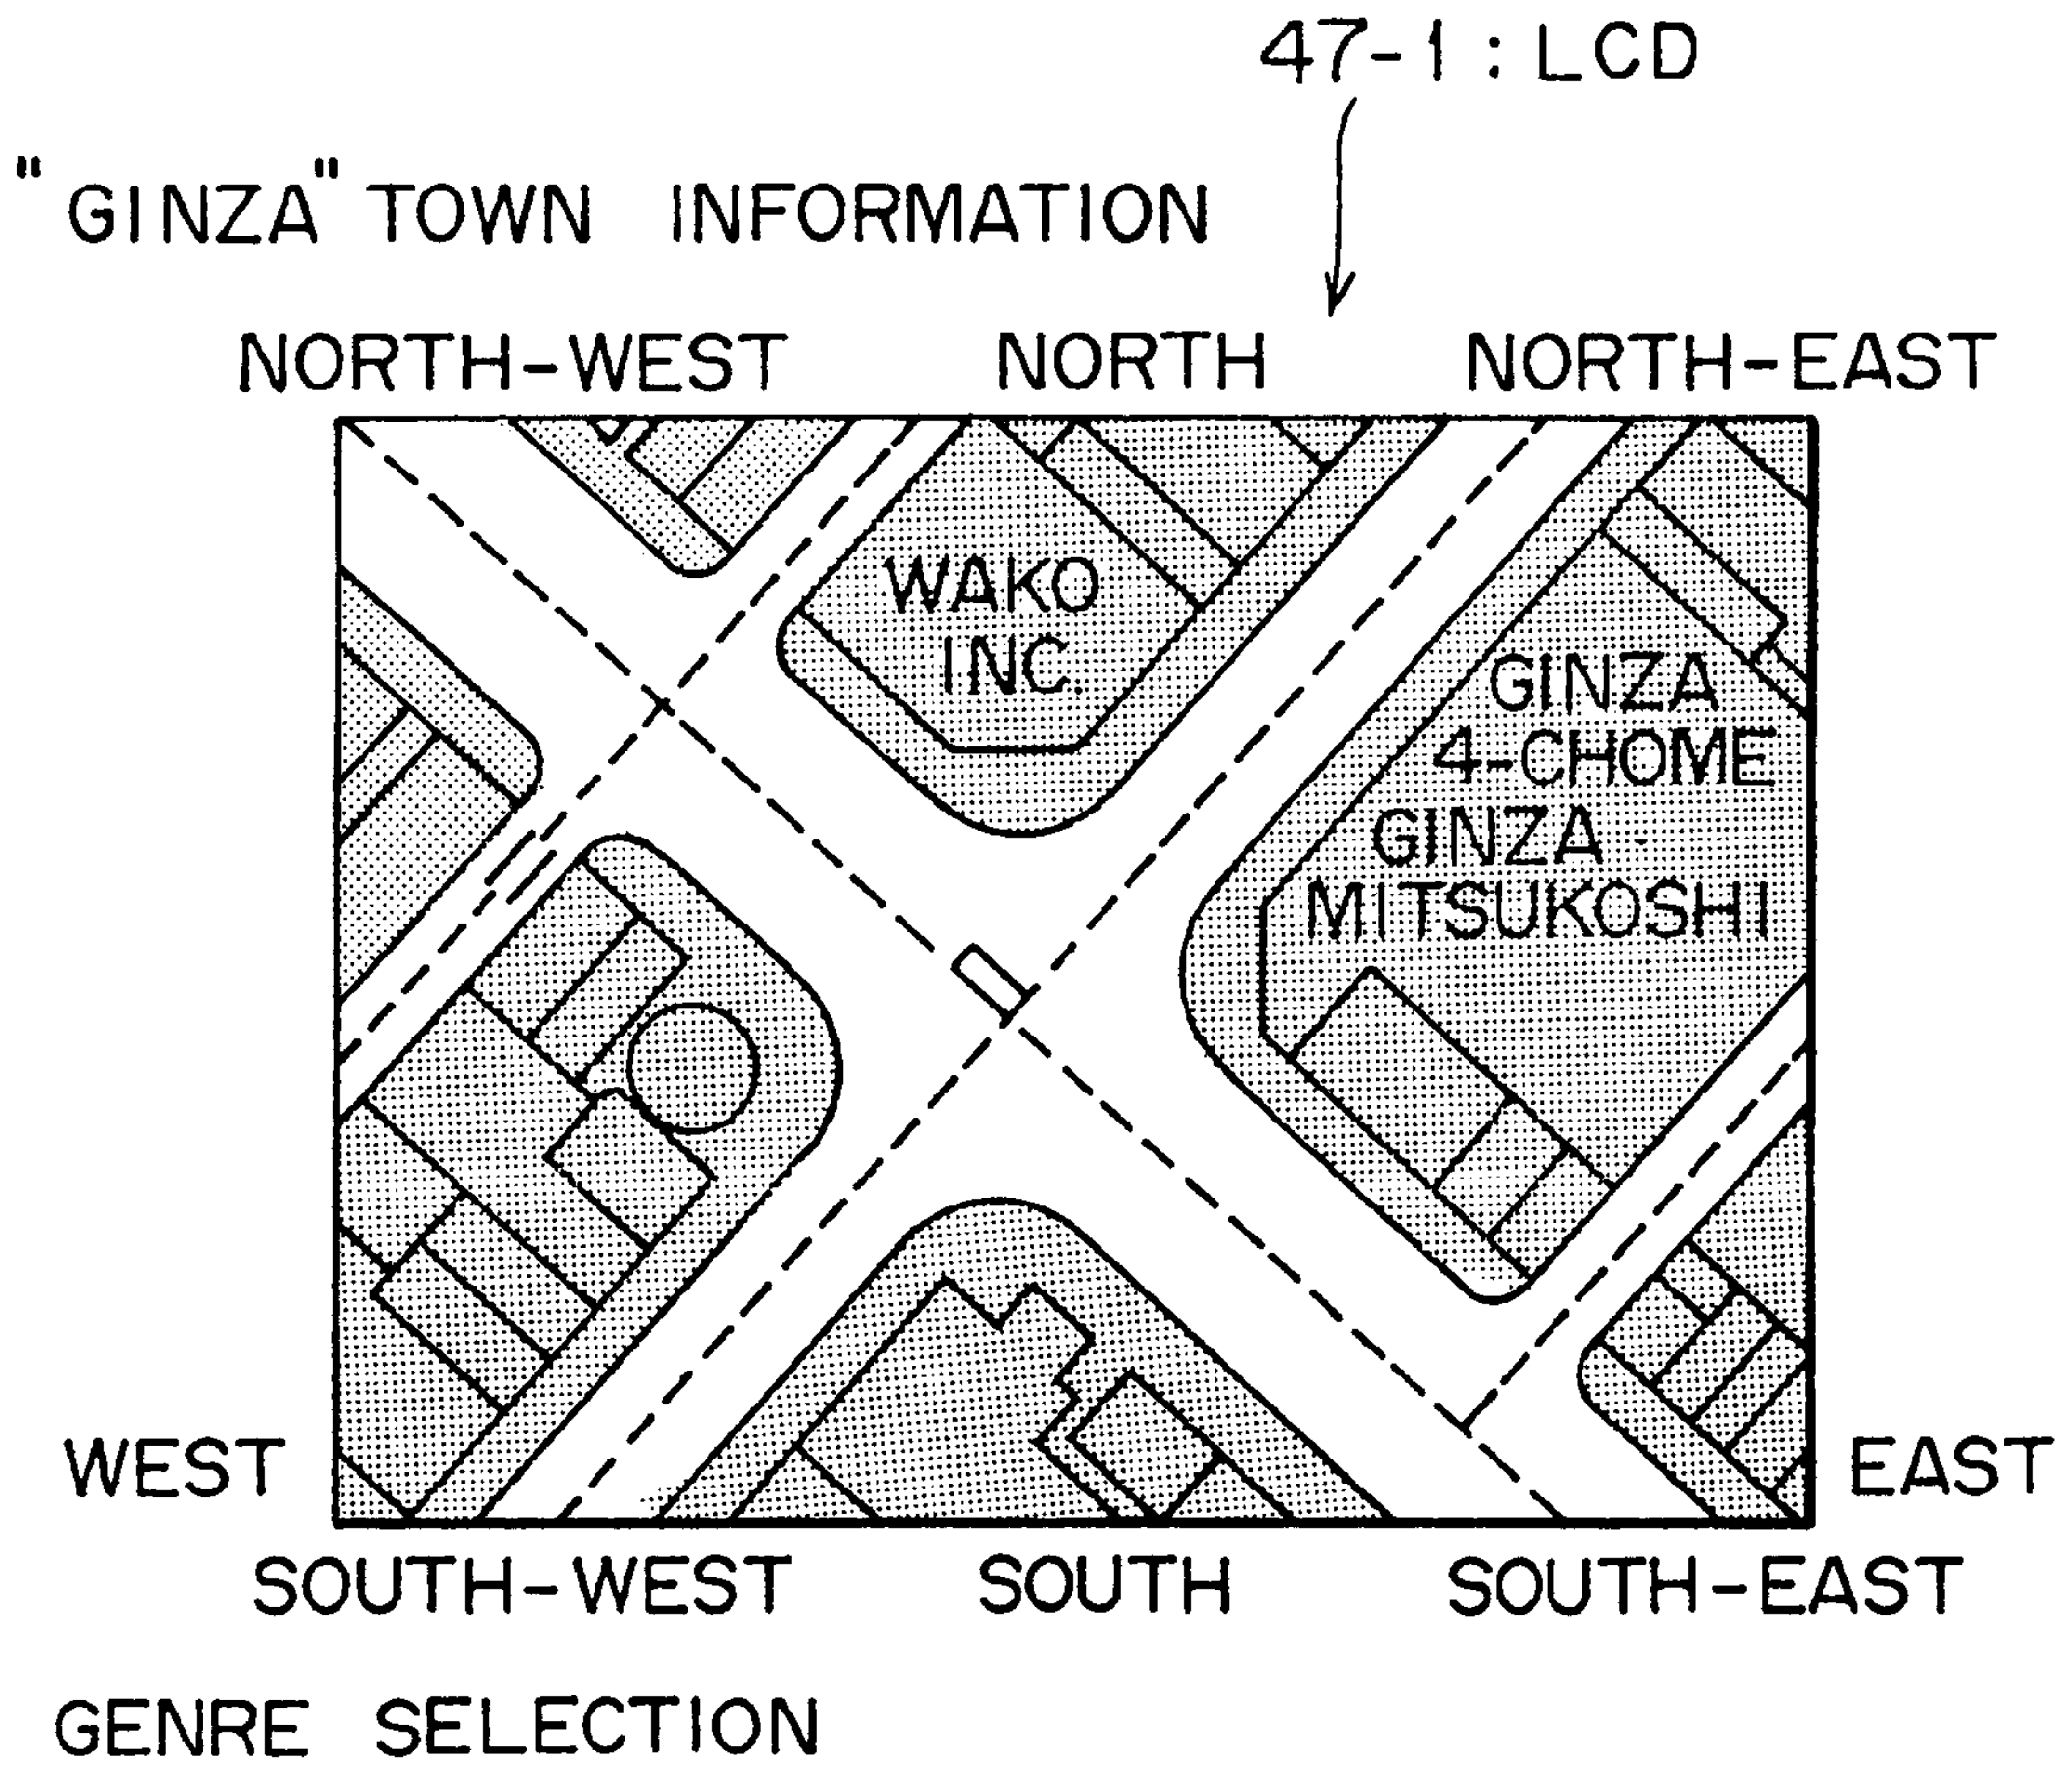 47-1 : LCD
"GINZA" TOWN INFORMATION
NORTH-WEST NORTH NORTH-EAST
WAKO
INC.
GINZA
4-CHOME
GINZA
MITSUKOSHI
WEST EAST
SOUTH-WEST SOUTH SOUTH-EAST
GENRE SELECTION